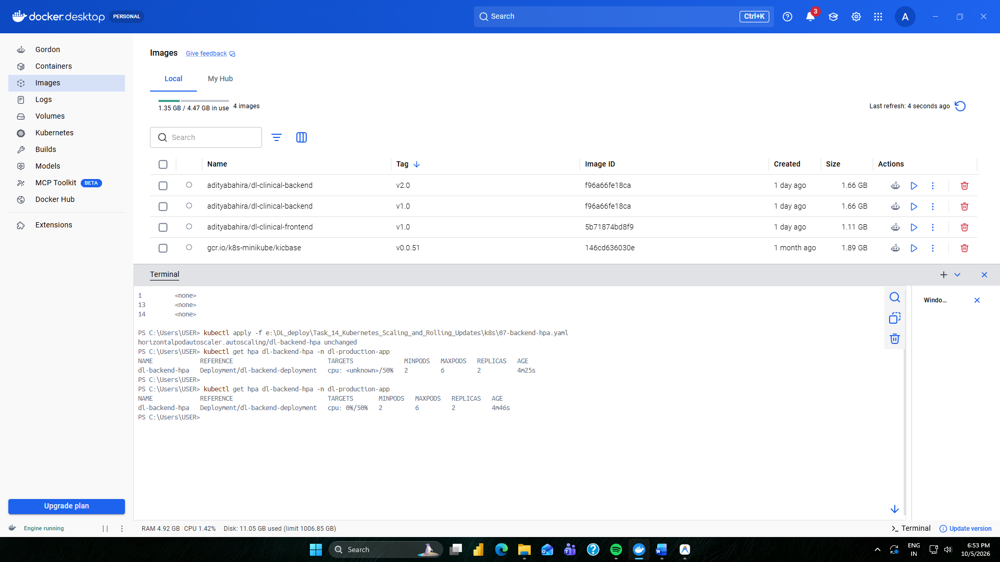 docker.desktop PERSONAL
Search Ctrl+K
3
A
Gordon
Containers
Images
Logs
Volumes
Kubernetes
Builds
Models
MCP Toolkit BETA
Docker Hub
Extensions
Upgrade plan
Images Give feedback
Local My Hub
1.35 GB / 4.47 GB in use 4 images
Last refresh: 4 seconds ago
Search
Name Tag Image ID Created Size Actions
adityabahira/dl-clinical-backend v2.0 f96a66fe18ca 1 day ago 1.66 GB
adityabahira/dl-clinical-backend v1.0 f96a66fe18ca 1 day ago 1.66 GB
adityabahira/dl-clinical-frontend v1.0 5b71874bd8f9 1 day ago 1.11 GB
gcr.io/k8s-minikube/kicbase v0.0.51 146cd636030e 1 month ago 1.89 GB
Terminal
Windo...
1 <none>
13 <none>
14 <none>
PS C:\Users\USER> kubectl apply -f e:\DL_deploy\Task_14_Kubernetes_Scaling_and_Rolling_Updates\k8s\07-backend-hpa.yaml
horizontalpodautoscaler.autoscaling/dl-backend-hpa unchanged
PS C:\Users\USER> kubectl get hpa dl-backend-hpa -n dl-production-app
NAME REFERENCE TARGETS MINPODS MAXPODS REPLICAS AGE
dl-backend-hpa Deployment/dl-backend-deployment cpu: <unknown>/50% 2 6 2 4m25s
PS C:\Users\USER>
PS C:\Users\USER> kubectl get hpa dl-backend-hpa -n dl-production-app
NAME REFERENCE TARGETS MINPODS MAXPODS REPLICAS AGE
dl-backend-hpa Deployment/dl-backend-deployment cpu: 0%/50% 2 6 2 4m46s
PS C:\Users\USER>
Engine running
RAM 4.92 GB CPU 1.42% Disk: 11.05 GB used (limit 1006.85 GB)
Terminal Update version
Search
ENG
IN
6:53 PM
10/5/2026